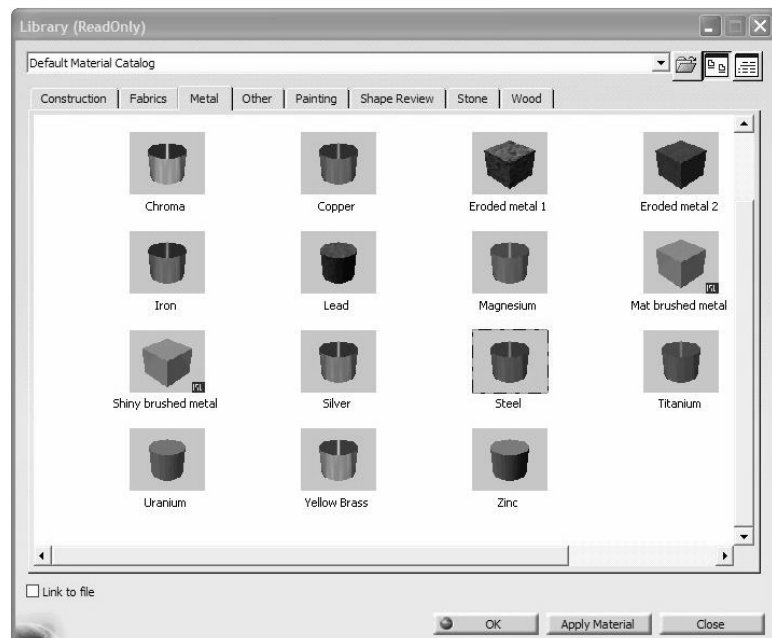 Library (ReadOnly)
Default Material Catalog
Construction Fabrics Metal Other Painting Shape Review Stone Wood
Chroma Copper Eroded metal 1 Eroded metal 2
Iron Lead Magnesium Mat brushed metal
Shiny brushed metal Silver Steel Titanium
Uranium Yellow Brass Zinc
Link to file
OK Apply Material Close